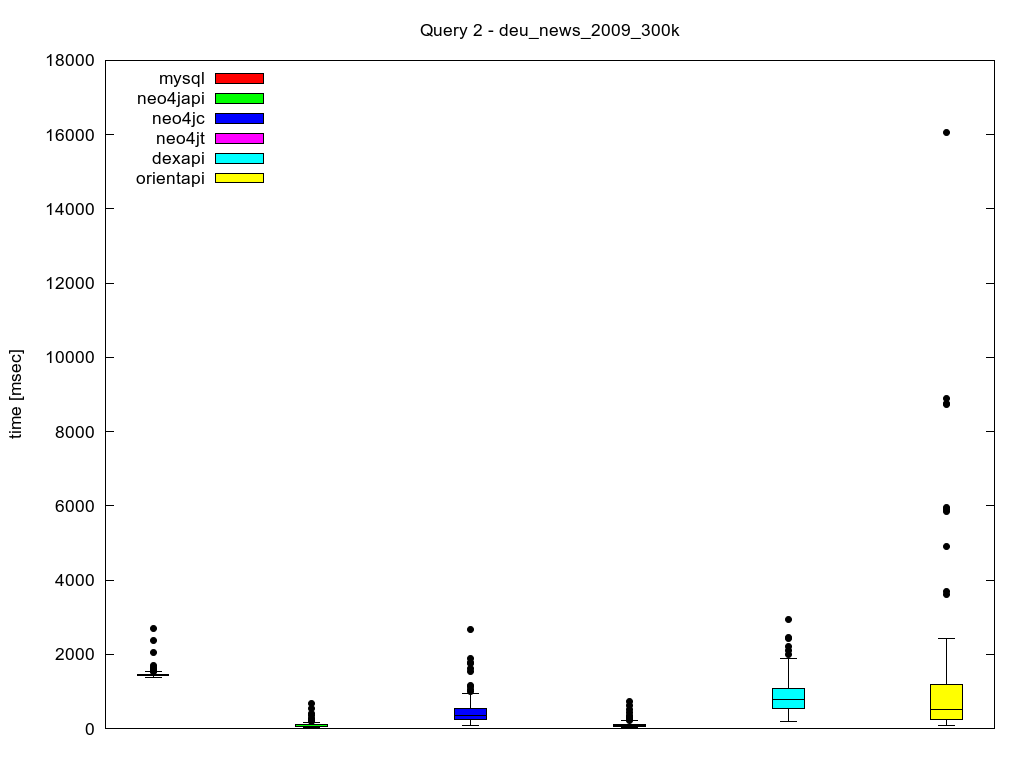 Query 2 - deu_news_2009_300k
18000
16000
14000
12000
10000
8000
6000
4000
2000
0
time [msec]
mysql
neo4japi
neo4jc
neo4jt
dexapi
orientapi